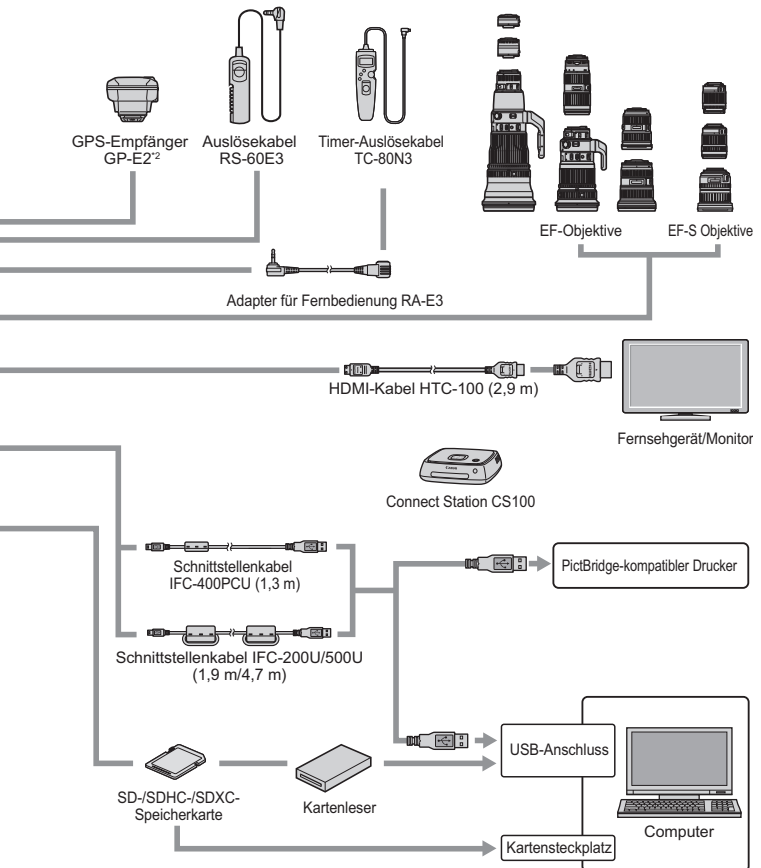 GPS-Empfänger
GP-E2*2
Auslösekabel
RS-60E3
Timer-Auslösekabel
TC-80N3
EF-Objektive
EF-S Objektive
Adapter für Fernbedienung RA-E3
HDMI-Kabel HTC-100 (2,9 m)
Fernsehgerät/Monitor
Connect Station CS100
Schnittstellenkabel
IFC-400PCU (1,3 m)
PictBridge-kompatibler Drucker
Schnittstellenkabel IFC-200U/500U
(1,9 m/4,7 m)
USB-Anschluss
SD-/SDHC-/SDXC-
Speicherkarte
Kartenleser
Computer
Kartensteckplatz